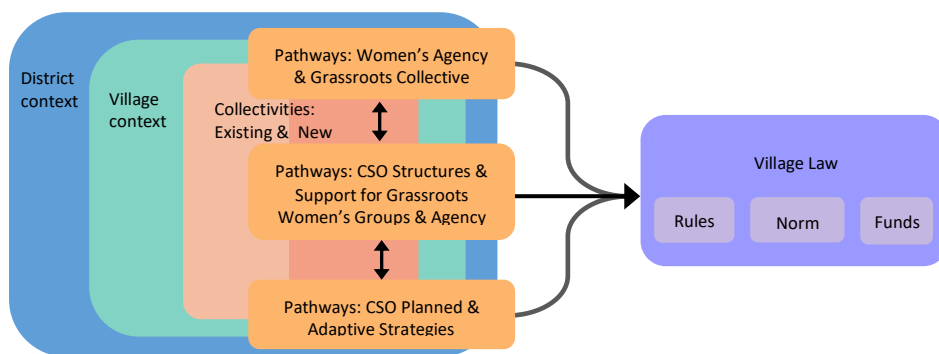 District
context
Village
context
Collectivities:
Existing & New
Pathways: Women’s Agency
& Grassroots Collective
Pathways: CSO Structures &
Support for Grassroots
Women’s Groups & Agency
Pathways: CSO Planned &
Adaptive Strategies
Village Law
Rules
Norm
Funds